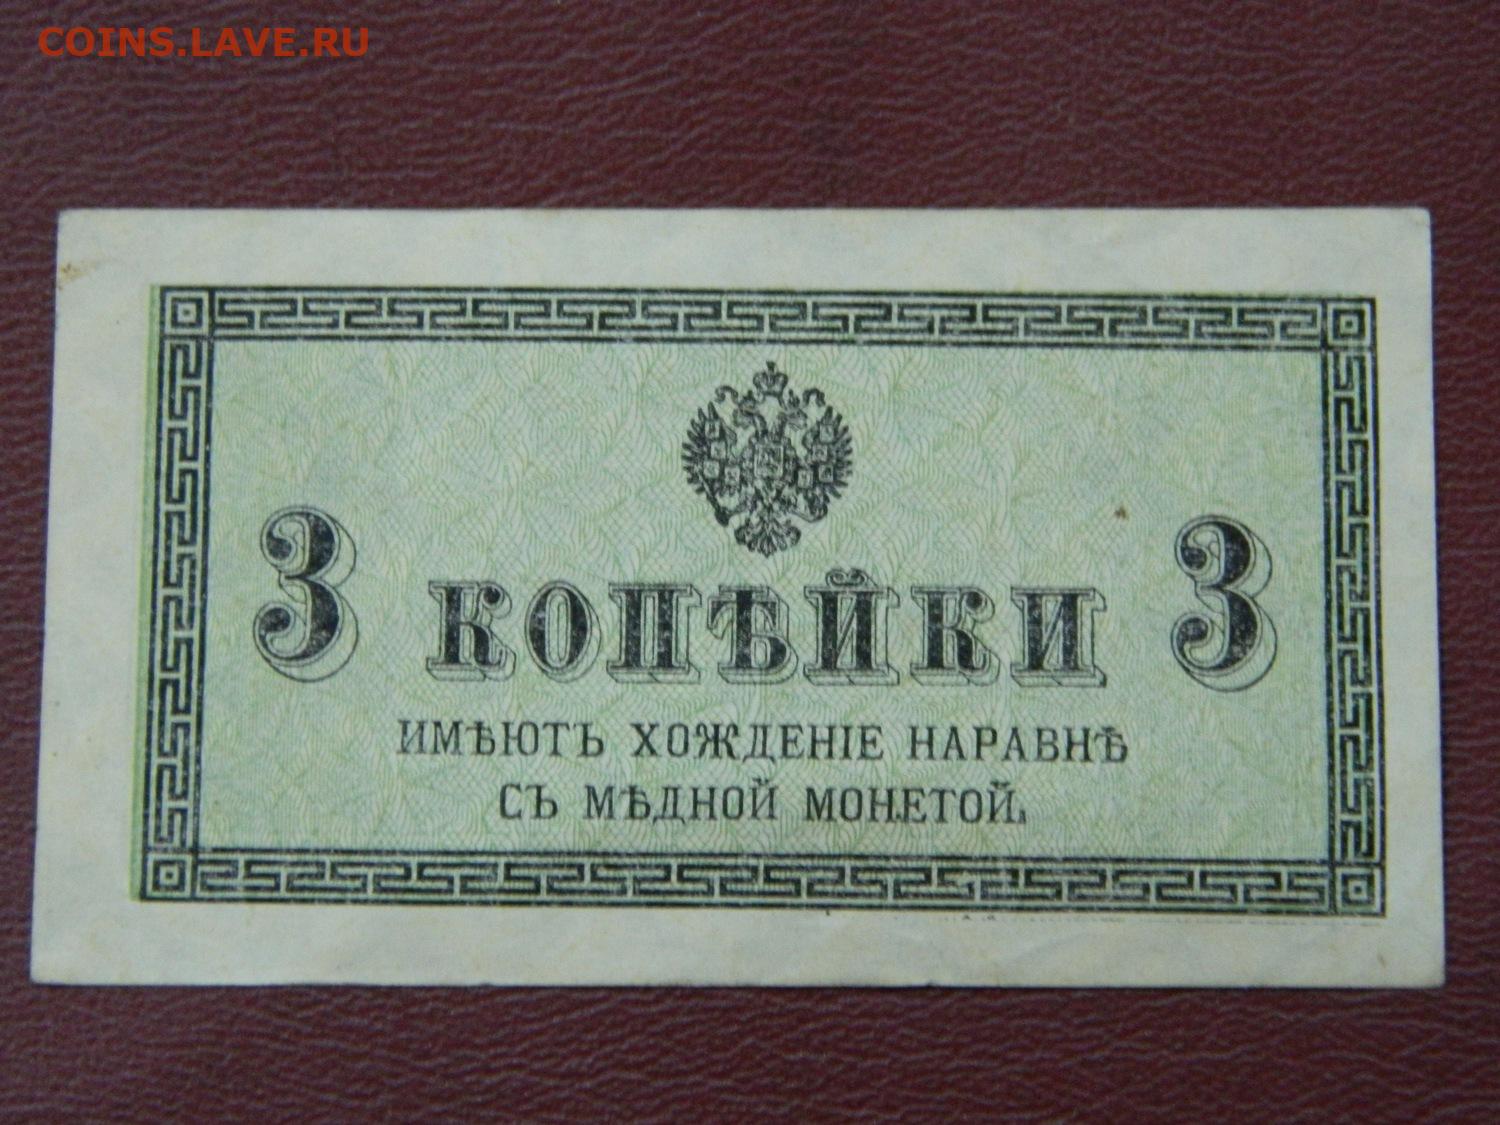 COINS.LAVE.RU
3 КОПѢЙКИ 3
ИМѢЮТЪ ХОЖДЕНІЕ НАРАВНѢ
СЪ МѢДНОЙ МОНЕТОЙ.